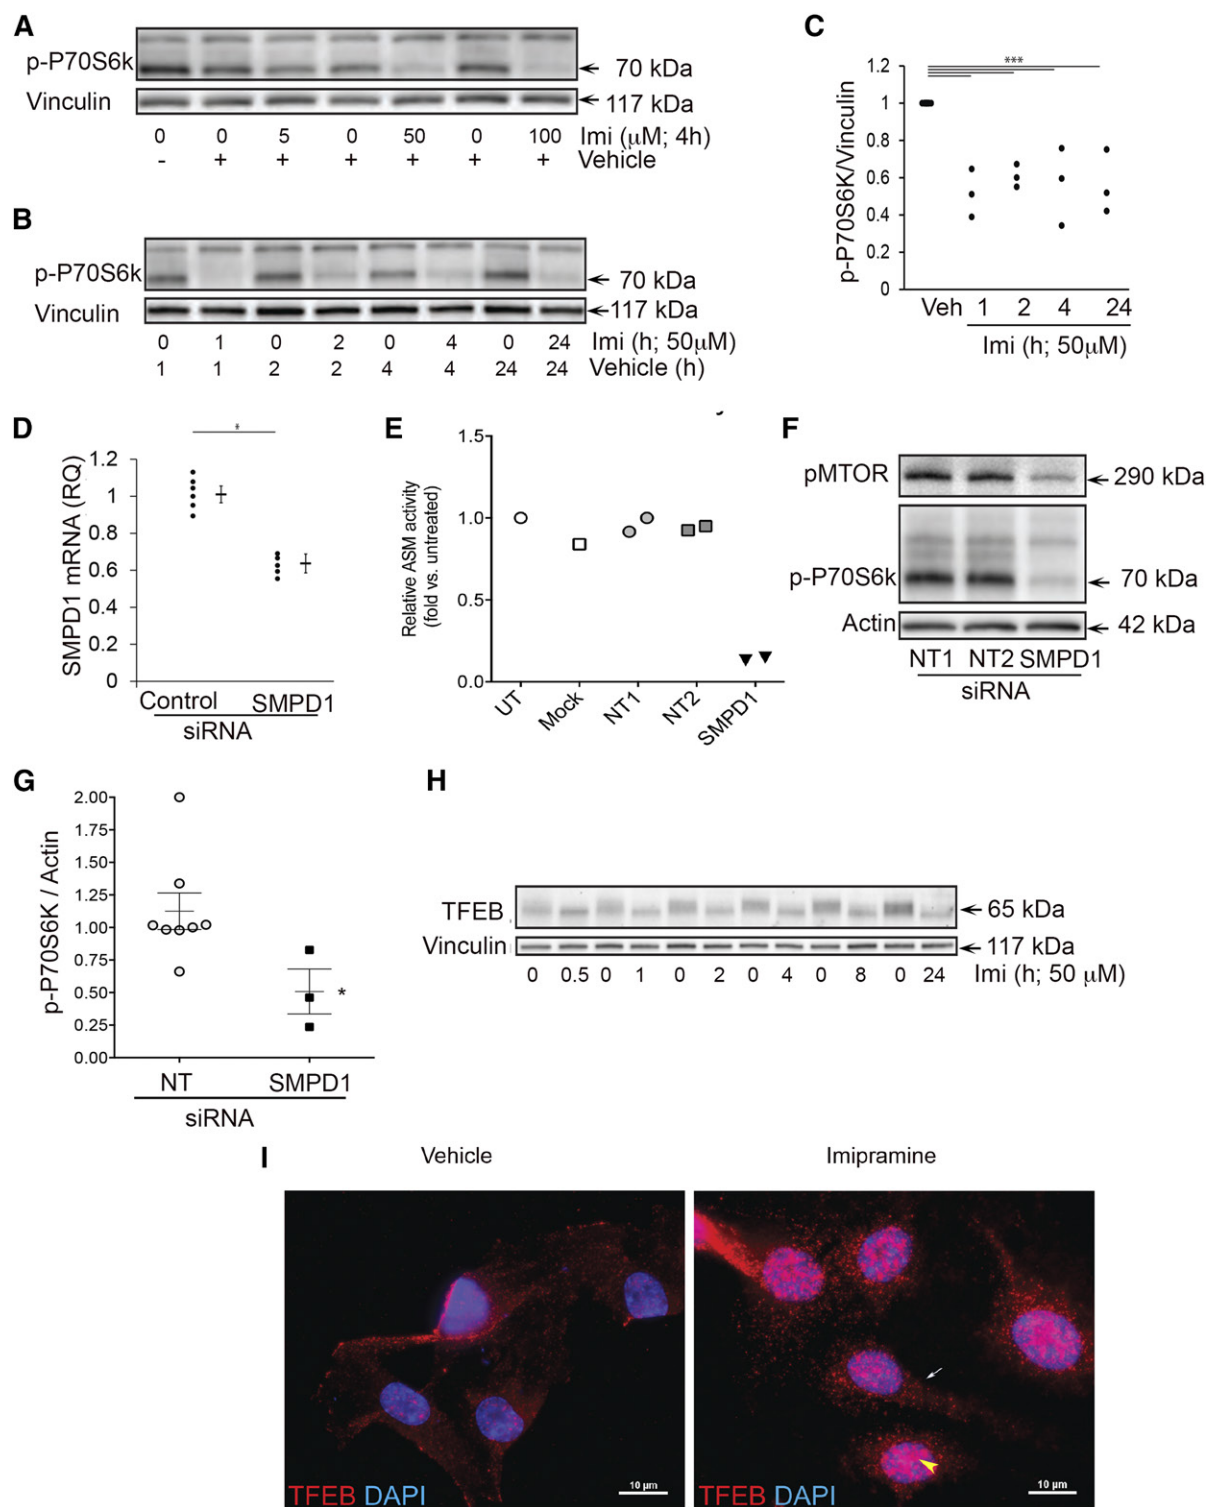 A
p-P70S6k
70 kDa
Vinculin
117 kDa
0 0 5 0 50 0 100 Imi (µM; 4h)
- + + + + + + Vehicle
B
p-P70S6k
70 kDa
Vinculin
117 kDa
0 1 0 2 0 4 0 24 Imi (h; 50µM)
1 1 2 2 4 4 24 24 Vehicle (h)
C
***
p-P70S6K/Vinculin
1.2
1
0.8
0.6
0.4
0.2
0
Veh 1 2 4 24
Imi (h; 50µM)
D
*
SMPD1 mRNA (RQ)
1.2
1
0.8
0.6
0.4
0.2
0
Control SMPD1
siRNA
E
Relative ASM activity
(fold vs. untreated)
1.5
1.0
0.5
0.0
UT Mock NT1 NT2 SMPD1
F
pMTOR
290 kDa
p-P70S6k
70 kDa
Actin
42 kDa
NT1 NT2 SMPD1
siRNA
G
p-P70S6K / Actin
2.00
1.75
1.50
1.25
1.00
0.75
0.50
0.25
0.00
*
NT SMPD1
siRNA
H
TFEB
65 kDa
Vinculin
117 kDa
0 0.5 0 1 0 2 0 4 0 8 0 24 Imi (h; 50 µM)
I
Vehicle
Imipramine
TFEB DAPI
10 µm
TFEB DAPI
10 µm